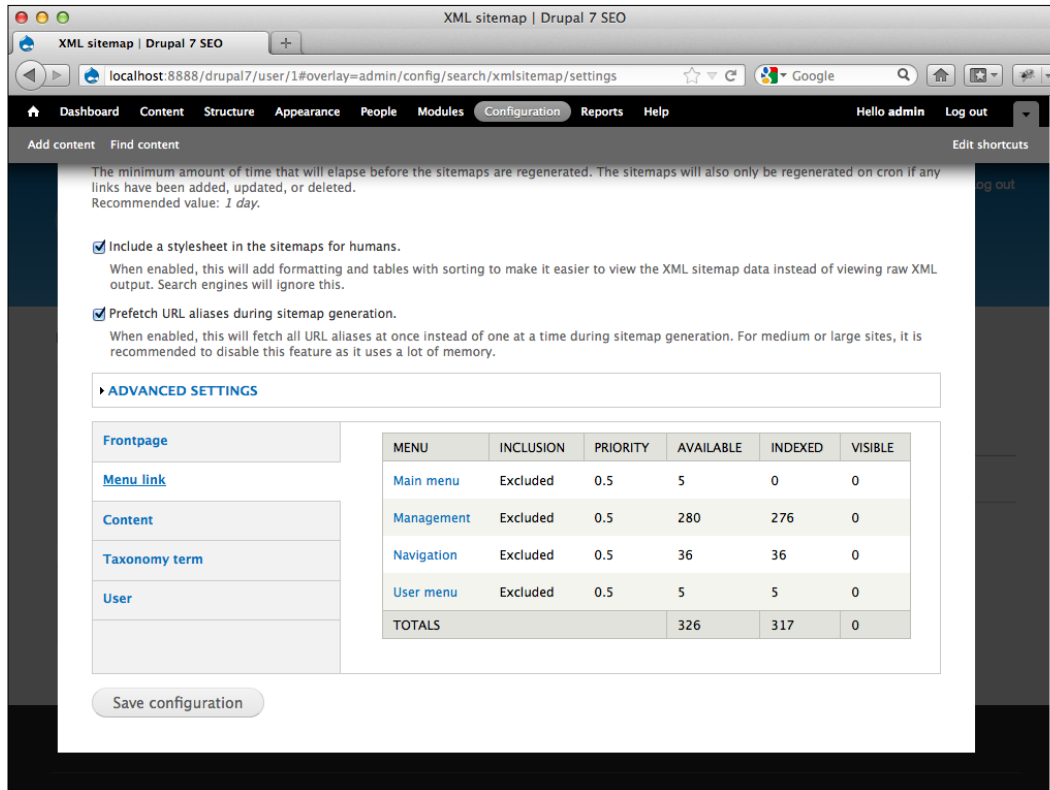 XML sitemap | Drupal 7 SEO
XML sitemap | Drupal 7 SEO
localhost:8888/drupal7/user/1#overlay=admin/config/search/xmlsitemap/settings
Google
Dashboard Content Structure Appearance People Modules Configuration Reports Help Hello admin Log out
Add content Find content Edit shortcuts
The minimum amount of time that will elapse before the sitemaps are regenerated. The sitemaps will also only be regenerated on cron if any
links have been added, updated, or deleted.
Recommended value: 1 day.
og out
Include a stylesheet in the sitemaps for humans.
When enabled, this will add formatting and tables with sorting to make it easier to view the XML sitemap data instead of viewing raw XML
output. Search engines will ignore this.
Prefetch URL aliases during sitemap generation.
When enabled, this will fetch all URL aliases at once instead of one at a time during sitemap generation. For medium or large sites, it is
recommended to disable this feature as it uses a lot of memory.
ADVANCED SETTINGS
Frontpage
Menu link
Content
Taxonomy term
User
MENU INCLUSION PRIORITY AVAILABLE INDEXED VISIBLE
Main menu Excluded 0.5 5 0 0
Management Excluded 0.5 280 276 0
Navigation Excluded 0.5 36 36 0
User menu Excluded 0.5 5 5 0
TOTALS 326 317 0
Save configuration